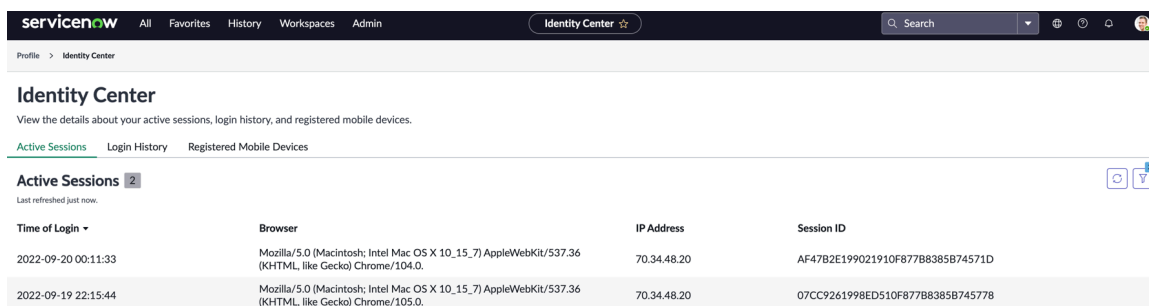 servicenow All Favorites History Workspaces Admin Identity Center ☆ Search
Profile > Identity Center
Identity Center
View the details about your active sessions, login history, and registered mobile devices.
Active Sessions Login History Registered Mobile Devices
Active Sessions 2
Last refreshed just now.
Time of Login Browser IP Address Session ID
2022-09-20 00:11:33 Mozilla/5.0 (Macintosh; Intel Mac OS X 10_15_7) AppleWebKit/537.36 (KHTML, like Gecko) Chrome/104.0. 70.34.48.20 AF47B2E199021910F877B8385B74571D
2022-09-19 22:15:44 Mozilla/5.0 (Macintosh; Intel Mac OS X 10_15_7) AppleWebKit/537.36 (KHTML, like Gecko) Chrome/105.0. 70.34.48.20 07CC9261998ED510F877B8385B745778